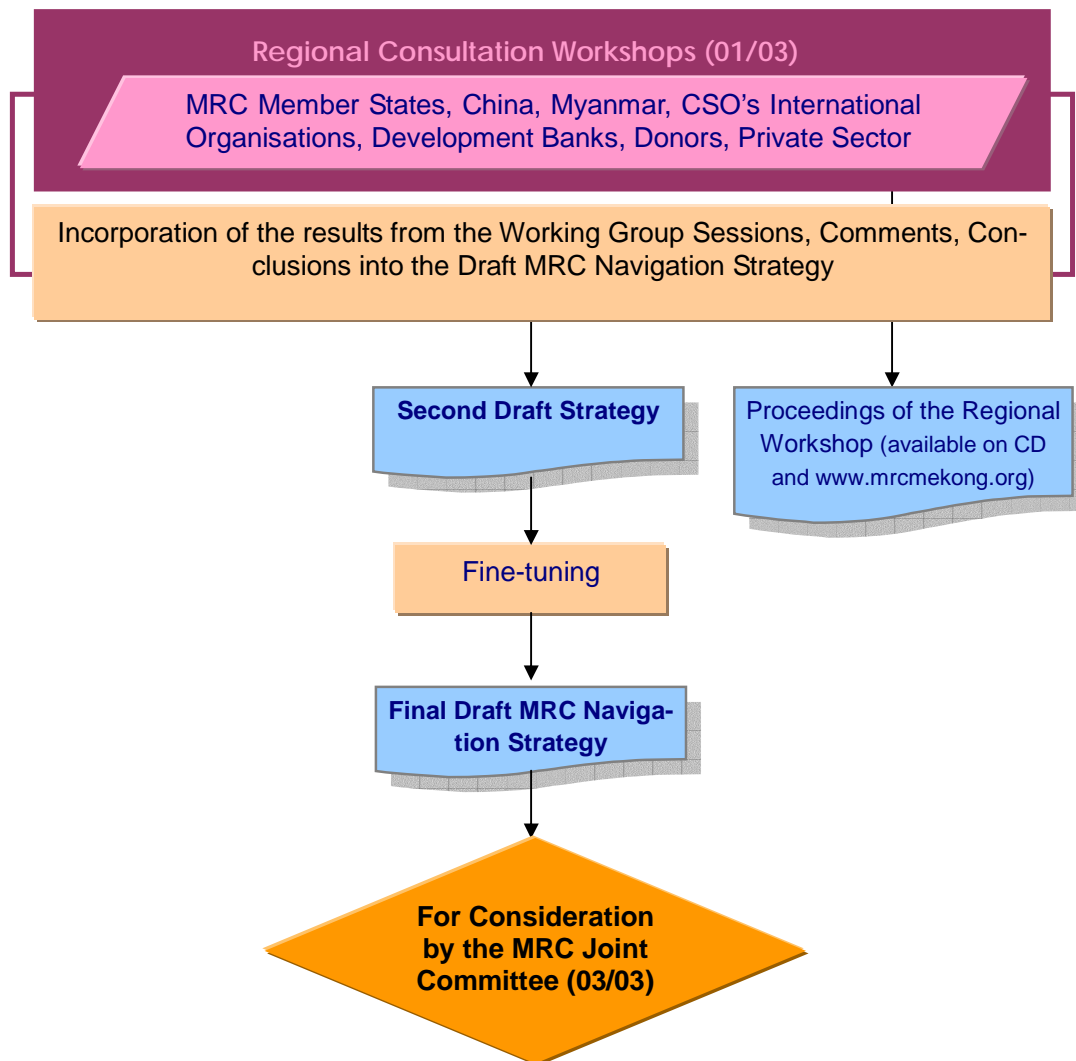 Regional Consultation Workshops (01/03)
MRC Member States, China, Myanmar, CSO's International
Organisations, Development Banks, Donors, Private Sector
Incorporation of the results from the Working Group Sessions, Comments, Con-
clusions into the Draft MRC Navigation Strategy
Second Draft Strategy
Proceedings of the Regional
Workshop (available on CD
and www.mrcmekong.org)
Fine-tuning
Final Draft MRC Naviga-
tion Strategy
For Consideration
by the MRC Joint
Committee (03/03)